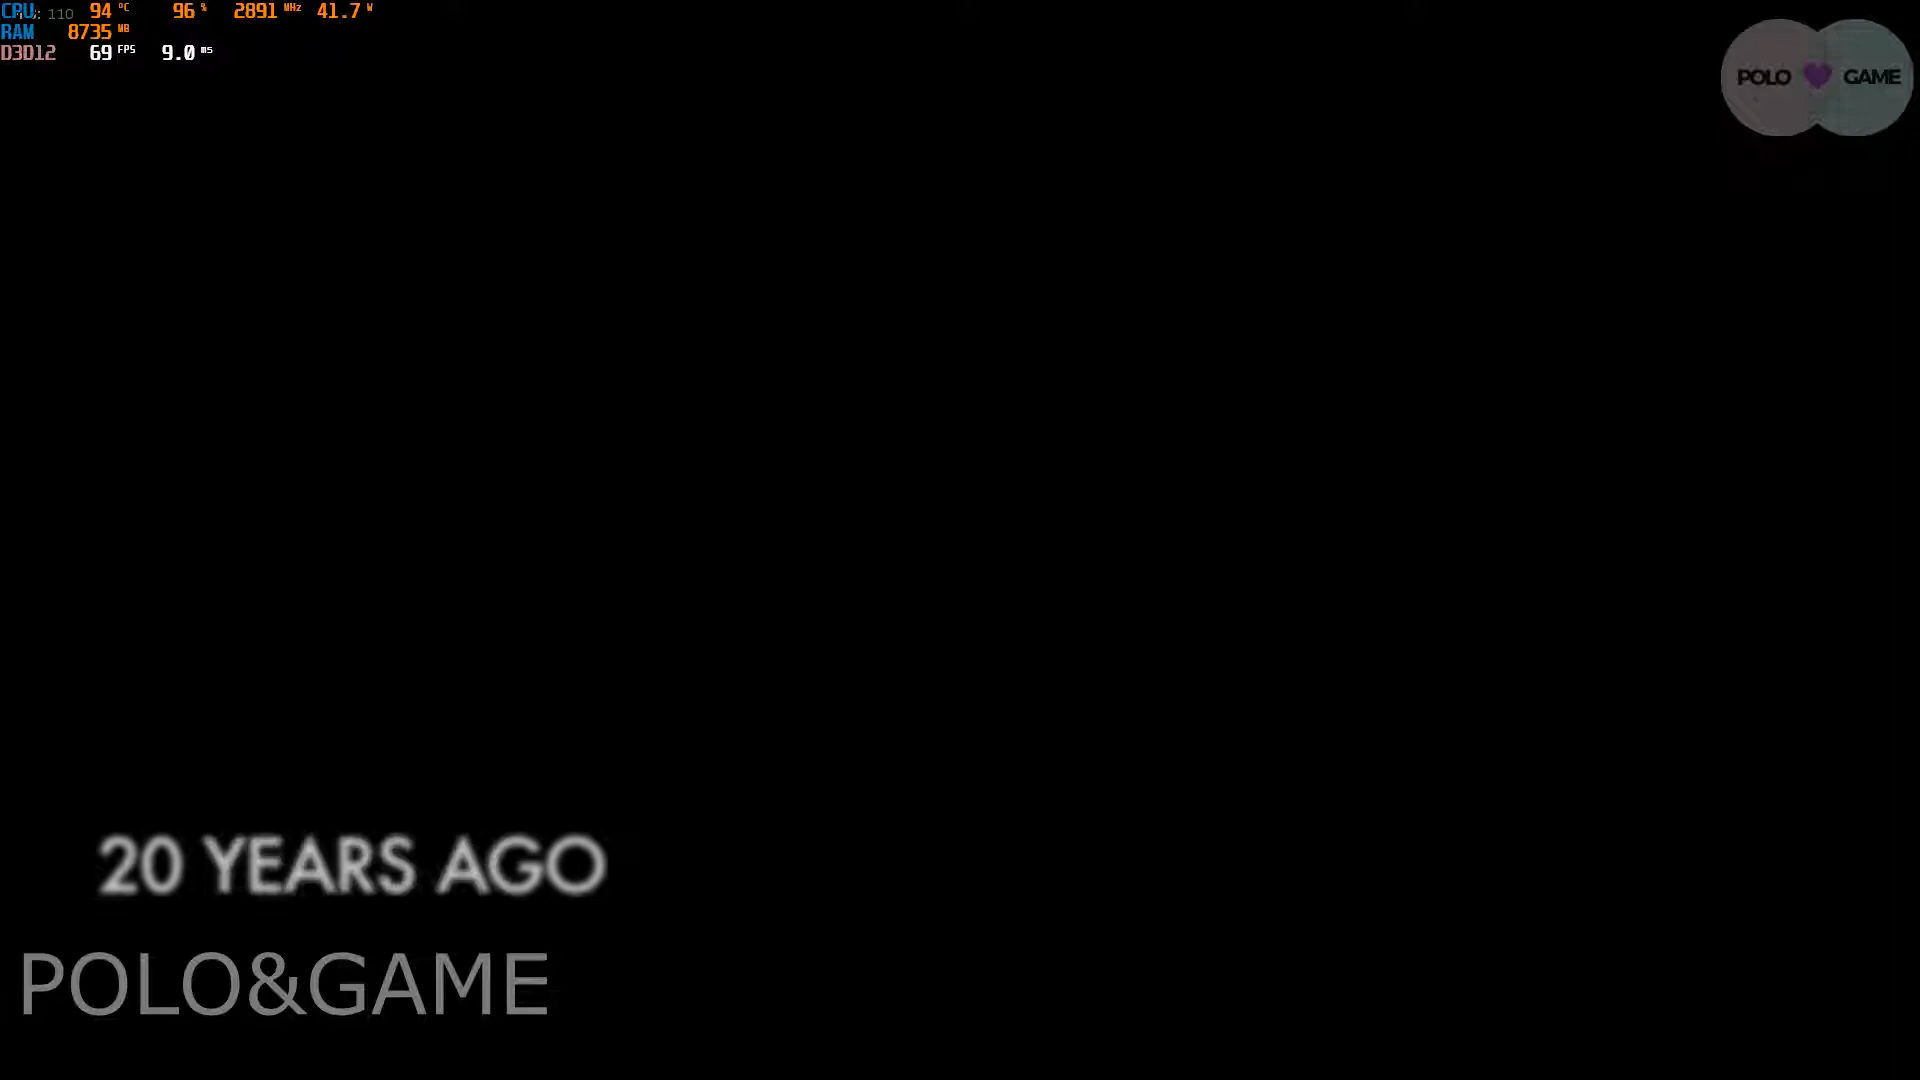 CPU 94 °C 96 % 2891 MHz 41.7 W
RAM 8735 MB
D3D12 69 FPS 9.0 ms
POLO 💜 GAME
20 YEARS AGO
POLO&GAME